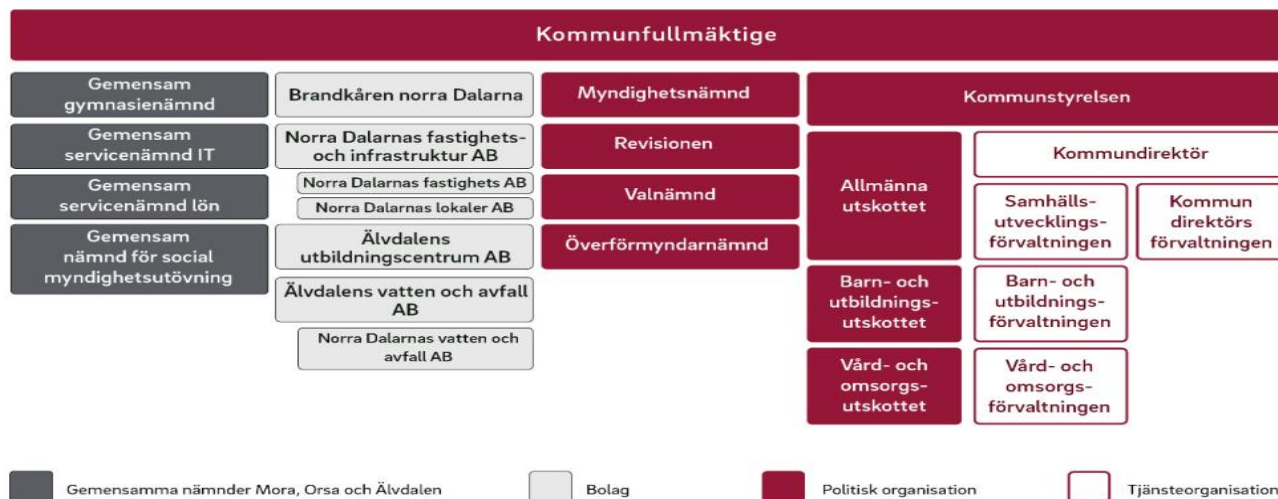 Kommunfullmäktige
Gemensam
gymnasienämnd
Gemensam
servicenämnd IT
Gemensam
servicenämnd lön
Gemensam
nämnd för social
myndighetsutövning
Brandkåren norra Dalarna
Norra Dalarnas fastighets-
och infrastruktur AB
Norra Dalarnas fastighets AB
Norra Dalarnas lokaler AB
Älvdalens
utbildningscentrum AB
Älvdalens vatten och avfall
AB
Norra Dalarnas vatten och
avfall AB
Myndighetsnämnd
Revisionen
Valnämnd
Överförmyndarnämnd
Kommunstyrelsen
Allmänna
utskottet
Barn- och
utbildnings-
utskottet
Vård- och
omsorgs-
utskottet
Kommundirektör
Samhälls-
utvecklings-
förvaltningen
Kommun
direktörs
förvaltningen
Barn- och
utbildnings-
förvaltningen
Vård- och
omsorgs-
förvaltningen
Gemensamma nämnder Mora, Orsa och Älvdalen
Bolag
Politisk organisation
Tjänsteorganisation